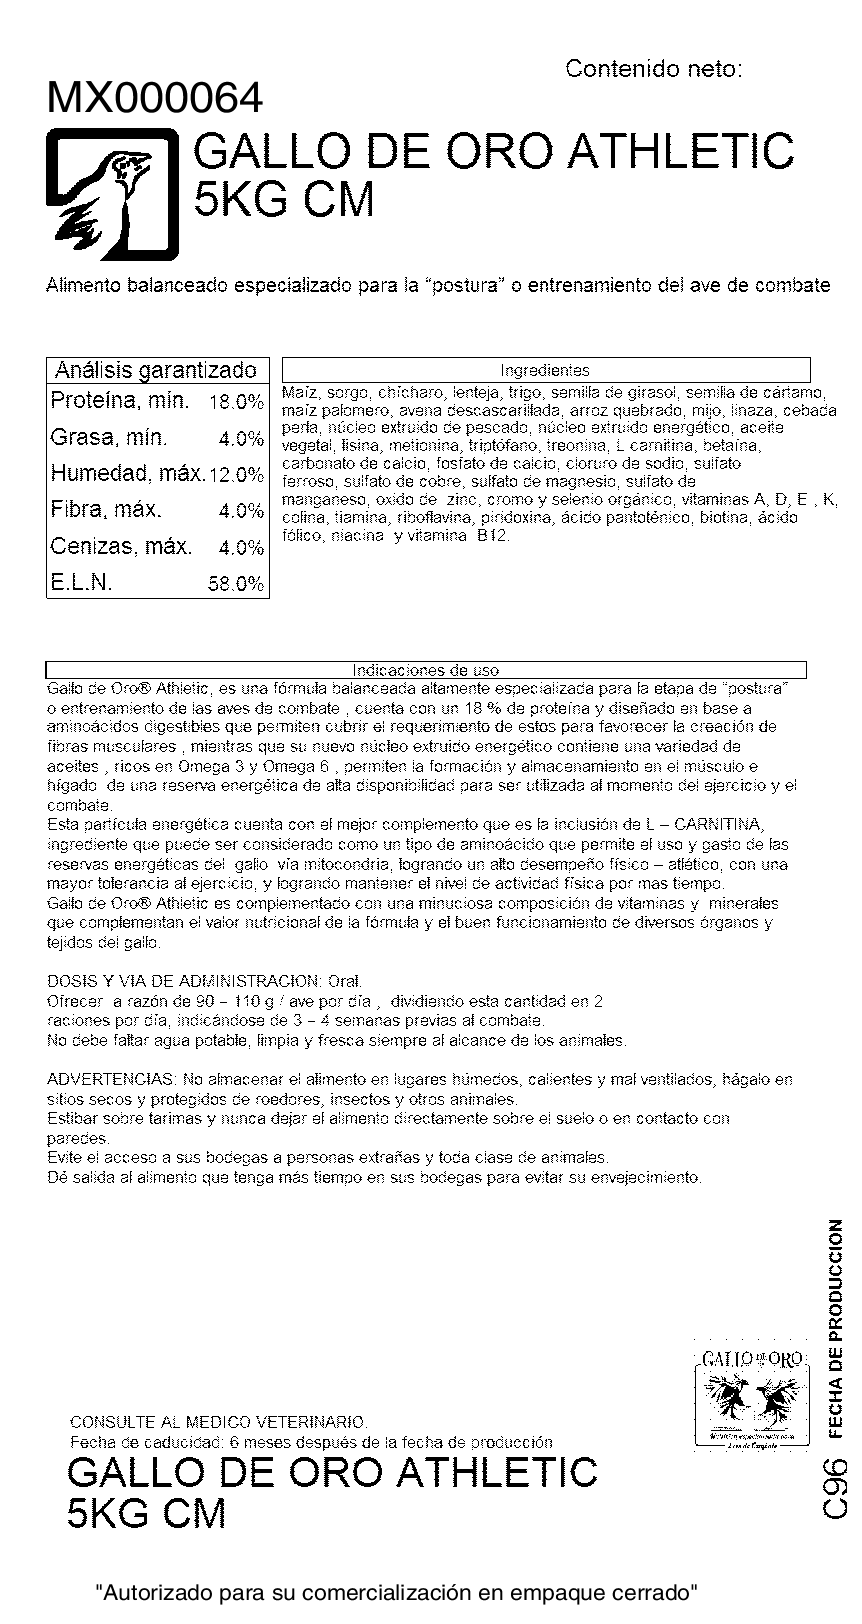 Contenido neto:
MX000064
GALLO DE ORO ATHLETIC
5KG CM
Alimento balanceado especializado para la “postura” o entrenamiento del ave de combate
Análisis garantizado
Proteína, mín. 18.0%
Grasa, mín. 4.0%
Humedad, máx. 12.0%
Fibra, máx. 4.0%
Cenizas, máx. 4.0%
E.L.N. 58.0%
Ingredientes
Maíz, sorgo, chícharo, lenteja, trigo, semilla de girasol, semilla de cártamo,
maíz palomero, avena descascarillada, arroz quebrado, mijo, linaza, cebada
perla, núcleo extruido de pescado, núcleo extruido energético, aceite
vegetal, lisina, metionina, triptófano, treonina, L carnitina, betaína,
carbonato de calcio, fosfato de calcio, cloruro de sodio, sulfato
ferroso, sulfato de cobre, sulfato de magnesio, sulfato de
manganeso, oxido de zinc, cromo y selenio orgánico, vitaminas A, D, E , K,
colina, tiamina, riboflavina, piridoxina, ácido pantoténico, biotina, ácido
fólico, niacina y vitamina B12.
Indicaciones de uso
Gallo de Oro® Athletic, es una fórmula balanceada altamente especializada para la etapa de “postura”
o entrenamiento de las aves de combate , cuenta con un 18 % de proteína y diseñado en base a
aminoácidos digestibles que permiten cubrir el requerimiento de estos para favorecer la creación de
fibras musculares , mientras que su nuevo núcleo extruido energético contiene una variedad de
aceites , ricos en Omega 3 y Omega 6 , permiten la formación y almacenamiento en el músculo e
hígado de una reserva energética de alta disponibilidad para ser utilizada al momento del ejercicio y el
combate.
Esta partícula energética cuenta con el mejor complemento que es la inclusión de L – CARNITINA,
ingrediente que puede ser considerado como un tipo de aminoácido que permite el uso y gasto de las
reservas energéticas del gallo vía mitocondria, logrando un alto desempeño físico – atlético, con una
mayor tolerancia al ejercicio, y logrando mantener el nivel de actividad física por mas tiempo.
Gallo de Oro® Athletic es complementado con una minuciosa composición de vitaminas y minerales
que complementan el valor nutricional de la fórmula y el buen funcionamiento de diversos órganos y
tejidos del gallo.
DOSIS Y VIA DE ADMINISTRACION: Oral.
Ofrecer a razón de 90 – 110 g / ave por día , dividiendo esta cantidad en 2
raciones por día, indicándose de 3 – 4 semanas previas al combate.
No debe faltar agua potable, limpia y fresca siempre al alcance de los animales.
ADVERTENCIAS: No almacenar el alimento en lugares húmedos, calientes y mal ventilados, hágalo en
sitios secos y protegidos de roedores, insectos y otros animales.
Estibar sobre tarimas y nunca dejar el alimento directamente sobre el suelo o en contacto con
paredes.
Evite el acceso a sus bodegas a personas extrañas y toda clase de animales.
Dé salida al alimento que tenga más tiempo en sus bodegas para evitar su envejecimiento.
FECHA DE PRODUCCION
C96
GALLO DE ORO
Aves de Combate
CONSULTE AL MEDICO VETERINARIO.
Fecha de caducidad: 6 meses después de la fecha de producción
GALLO DE ORO ATHLETIC
5KG CM
"Autorizado para su comercialización en empaque cerrado"